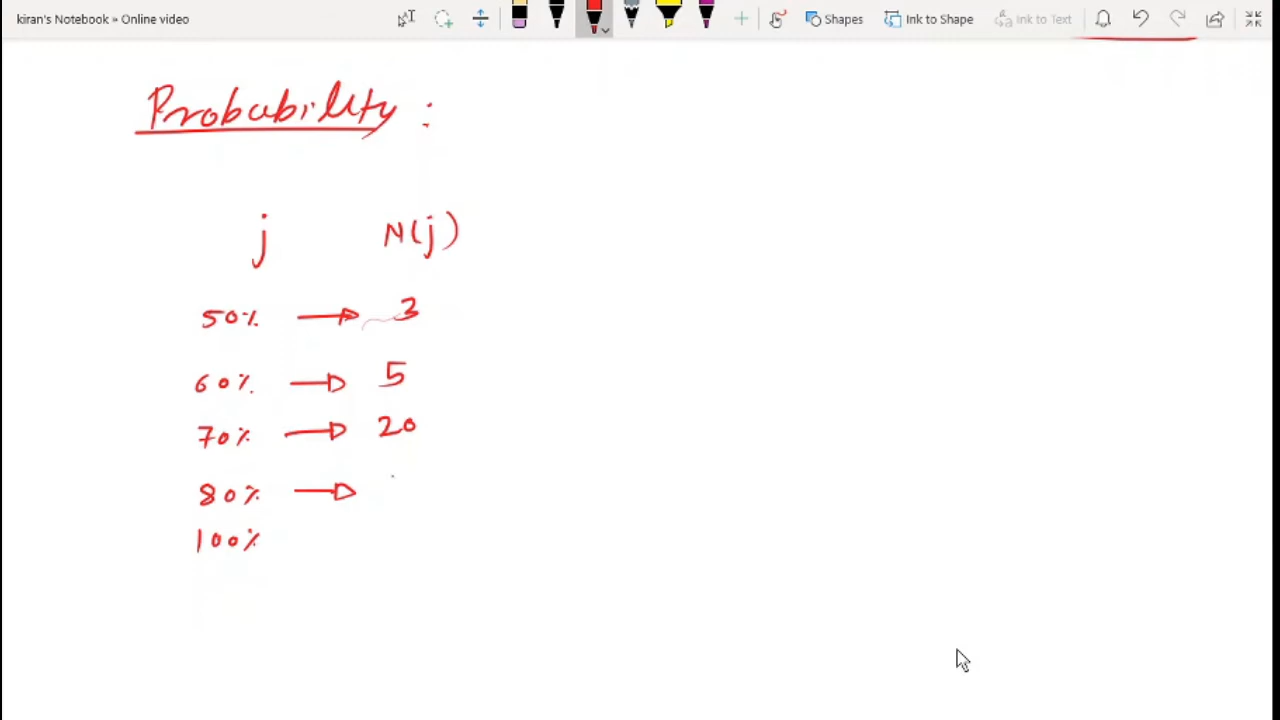 kiran's Notebook » Online video
Shapes
Ink to Shape
Ink to Text
Probability :
j N(j)
50% → 3
60% → 5
70% → 20
80% →
100%